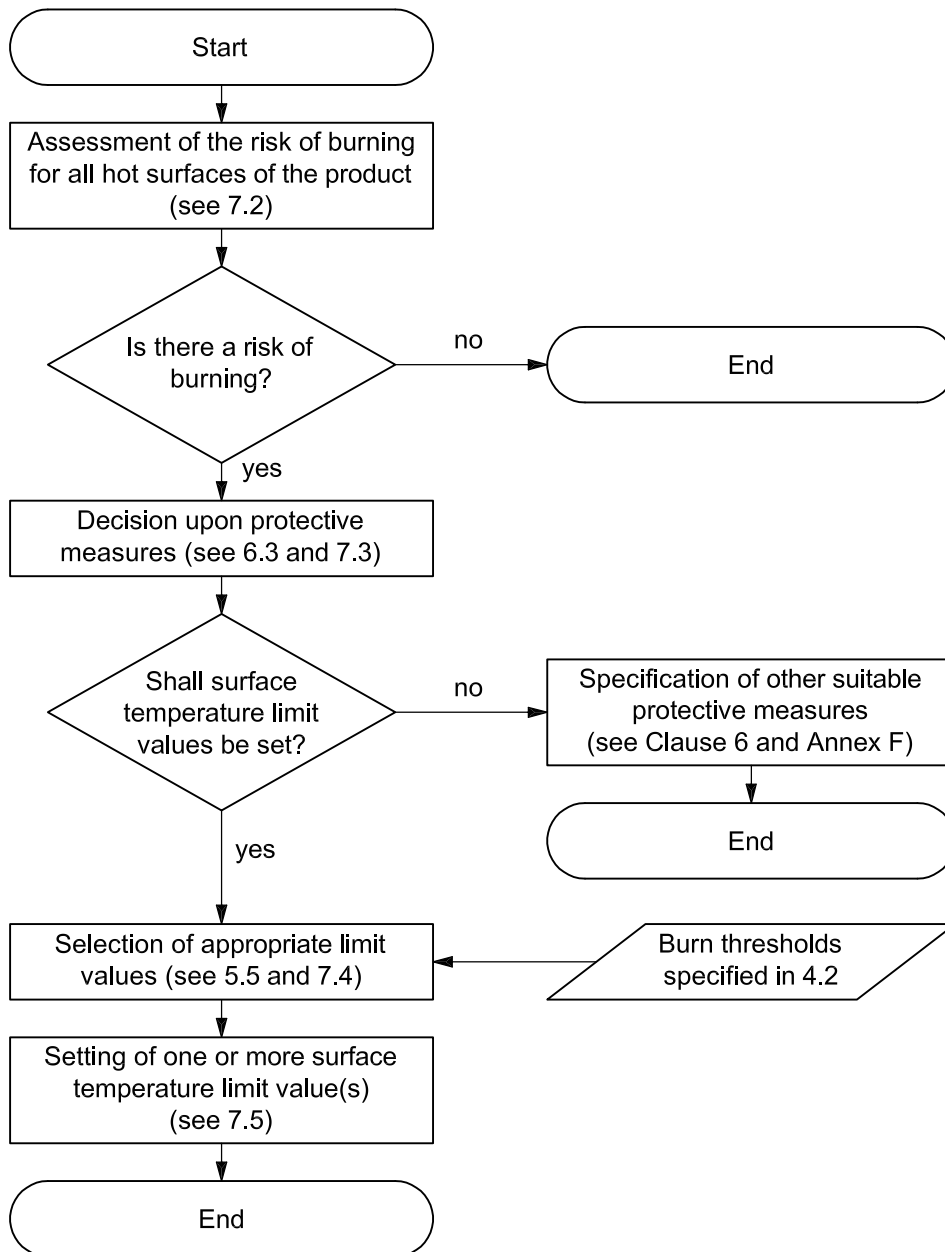 Start
Assessment of the risk of burning
for all hot surfaces of the product
(see 7.2)
Is there a risk of
burning?
no
End
yes
Decision upon protective
measures (see 6.3 and 7.3)
Shall surface
temperature limit
values be set?
no
Specification of other suitable
protective measures
(see Clause 6 and Annex F)
End
yes
Selection of appropriate limit
values (see 5.5 and 7.4)
Burn thresholds
specified in 4.2
Setting of one or more surface
temperature limit value(s)
(see 7.5)
End